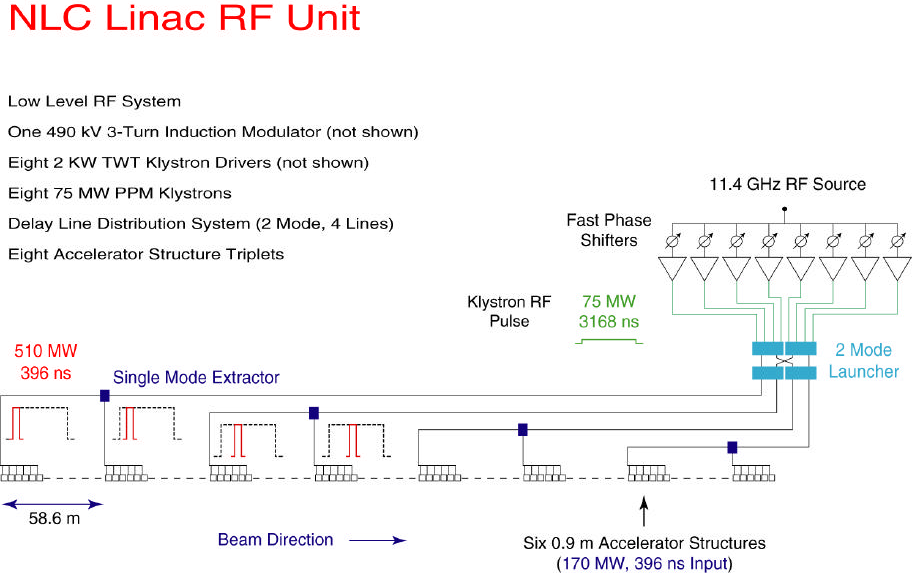 NLC Linac RF Unit
Low Level RF System
One 490 kV 3-Turn Induction Modulator (not shown)
Eight 2 KW TWT Klystron Drivers (not shown)
Eight 75 MW PPM Klystrons
Delay Line Distribution System (2 Mode, 4 Lines)
Eight Accelerator Structure Triplets
11.4 GHz RF Source
Fast Phase
Shifters
Klystron RF
Pulse
75 MW
3168 ns
510 MW
396 ns
Single Mode Extractor
2 Mode
Launcher
58.6 m
Beam Direction
Six 0.9 m Accelerator Structures
(170 MW, 396 ns Input)